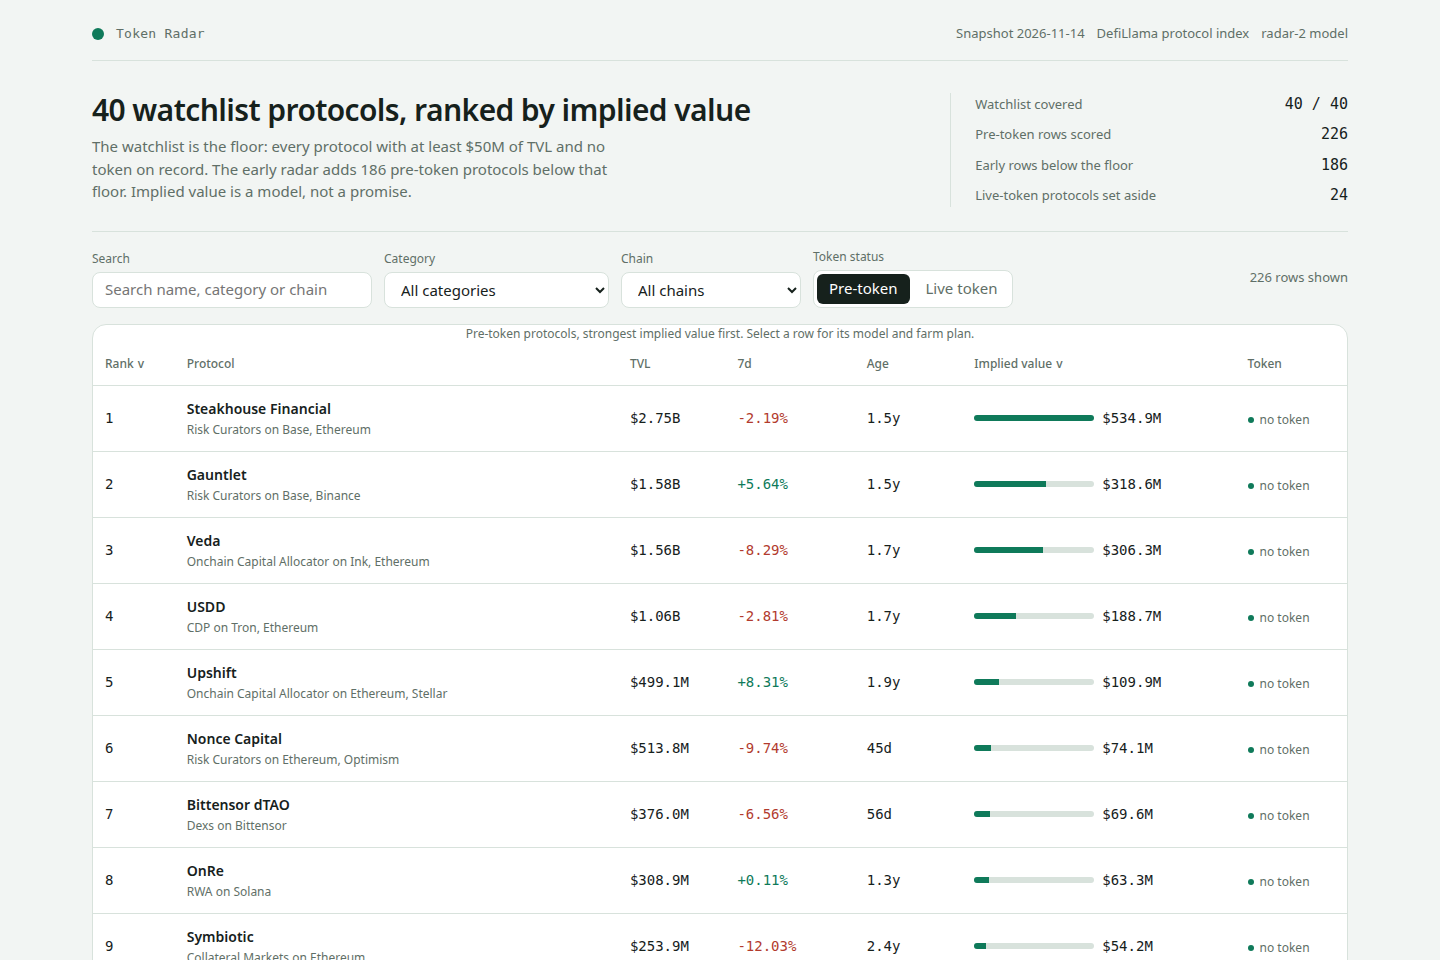 Token Radar
Snapshot 2026-11-14 DefiLlama protocol index radar-2 model
40 watchlist protocols, ranked by implied value
The watchlist is the floor: every protocol with at least $50M of TVL and no
token on record. The early radar adds 186 pre-token protocols below that
floor. Implied value is a model, not a promise.
Watchlist covered 40 / 40
Pre-token rows scored 226
Early rows below the floor 186
Live-token protocols set aside 24
Search Category Chain Token status
Search name, category or chain All categories All chains Pre-token Live token
226 rows shown
Pre-token protocols, strongest implied value first. Select a row for its model and farm plan.
Rank v Protocol TVL 7d Age Implied value v Token
1 Steakhouse Financial $2.75B -2.19% 1.5y $534.9M no token
Risk Curators on Base, Ethereum
2 Gauntlet $1.58B +5.64% 1.5y $318.6M no token
Risk Curators on Base, Binance
3 Veda $1.56B -8.29% 1.7y $306.3M no token
Onchain Capital Allocator on Ink, Ethereum
4 USDD $1.06B -2.81% 1.7y $188.7M no token
CDP on Tron, Ethereum
5 Upshift $499.1M +8.31% 1.9y $109.9M no token
Onchain Capital Allocator on Ethereum, Stellar
6 Nonce Capital $513.8M -9.74% 45d $74.1M no token
Risk Curators on Ethereum, Optimism
7 Bittensor dTAO $376.0M -6.56% 56d $69.6M no token
Dexs on Bittensor
8 OnRe $308.9M +0.11% 1.3y $63.3M no token
RWA on Solana
9 Symbiotic $253.9M -12.03% 2.4y $54.2M no token
Collateral Markets on Ethereum